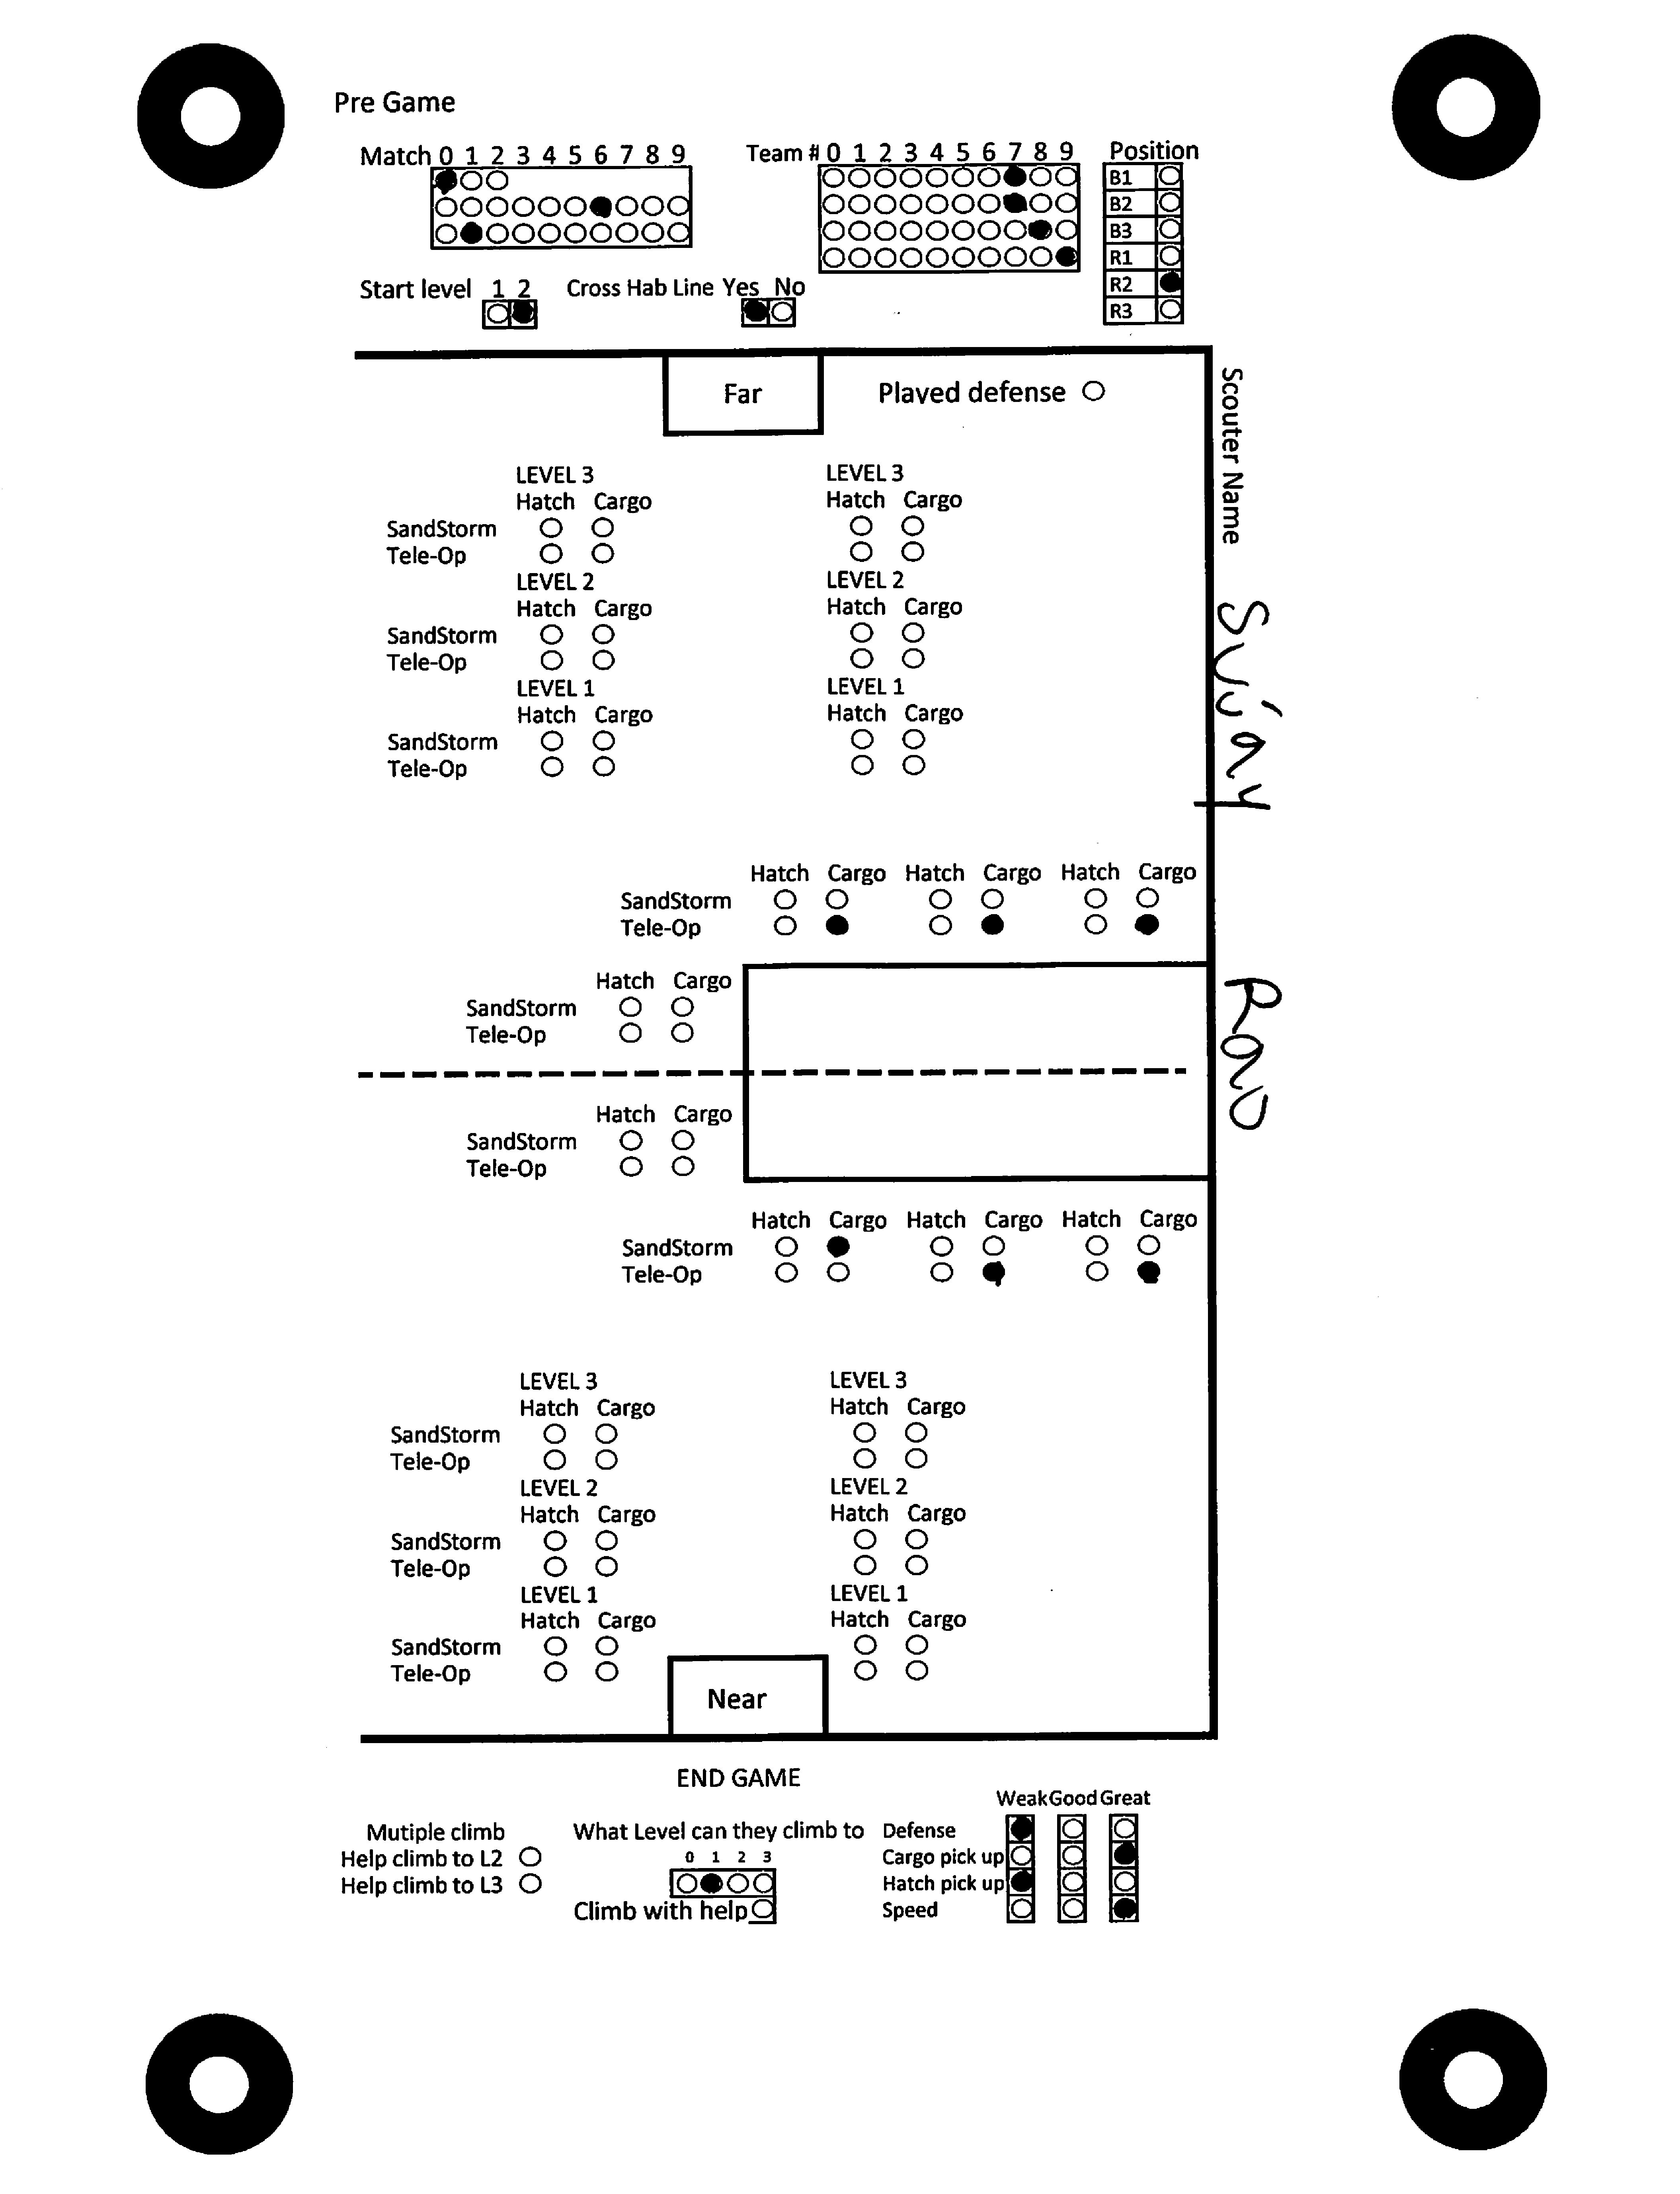 Pre Game
Match 0 1 2 3 4 5 6 7 8 9
Team # 0 1 2 3 4 5 6 7 8 9
Position
B1
B2
B3
R1
R2
R3
Start level 1 2
Cross Hab Line Yes No
Far
Plaved defense
Scouter Name
Rao
LEVEL 3 LEVEL 3
Hatch Cargo Hatch Cargo
SandStorm
Tele-Op
LEVEL 2 LEVEL 2
Hatch Cargo Hatch Cargo
SandStorm
Tele-Op
LEVEL 1 LEVEL 1
Hatch Cargo Hatch Cargo
SandStorm
Tele-Op
Hatch Cargo Hatch Cargo Hatch Cargo
SandStorm
Tele-Op
Hatch Cargo
SandStorm
Tele-Op
Hatch Cargo
SandStorm
Tele-Op
Hatch Cargo Hatch Cargo Hatch Cargo
SandStorm
Tele-Op
LEVEL 3 LEVEL 3
Hatch Cargo Hatch Cargo
SandStorm
Tele-Op
LEVEL 2 LEVEL 2
Hatch Cargo Hatch Cargo
SandStorm
Tele-Op
LEVEL 1 LEVEL 1
Hatch Cargo Hatch Cargo
SandStorm
Tele-Op
Near
END GAME
Mutiple climb
Help climb to L2
Help climb to L3
What Level can they climb to
0 1 2 3
Climb with help
Weak Good Great
Defense
Cargo pick up
Hatch pick up
Speed